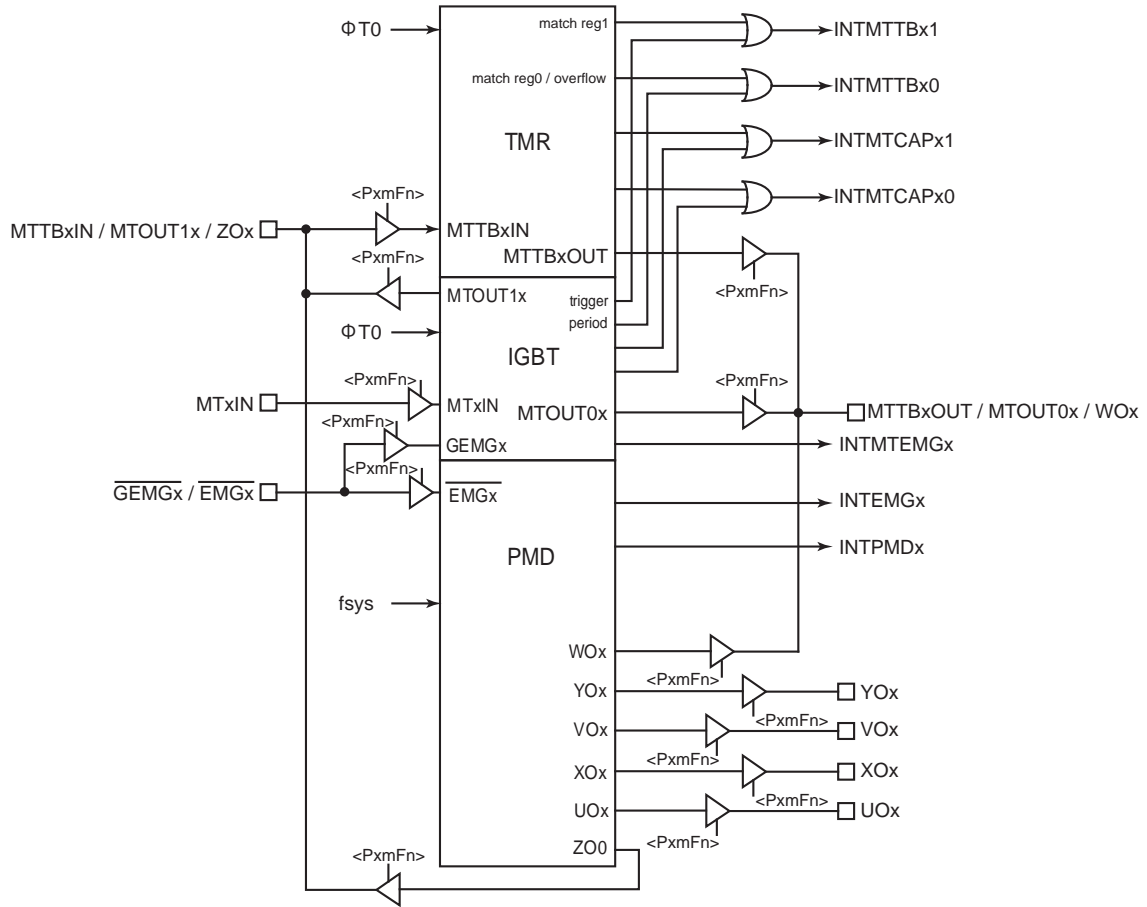 ΦT0
match reg1
INTMTTBx1
match reg0 / overflow
INTMTTBx0
TMR
INTMTCAPx1
<PxmFn>
INTMTCAPx0
MTTBxIN / MTOUT1x / ZOx
MTTBxIN
MTTBxOUT
<PxmFn>
<PxmFn>
MTOUT1x
trigger
ΦT0
period
IGBT
<PxmFn>
<PxmFn>
MTxIN
MTxIN
MTOUT0x
MTTBxOUT / MTOUT0x / WOx
<PxmFn>
GEMGx
INTMTEMGx
<PxmFn>
GEMGx / EMGx
EMGx
INTEMGx
PMD
INTPMDx
fsys
WOx
<PxmFn>
YOx
YOx
<PxmFn>
VOx
VOx
<PxmFn>
XOx
XOx
<PxmFn>
UOx
UOx
<PxmFn>
ZO0
<PxmFn>